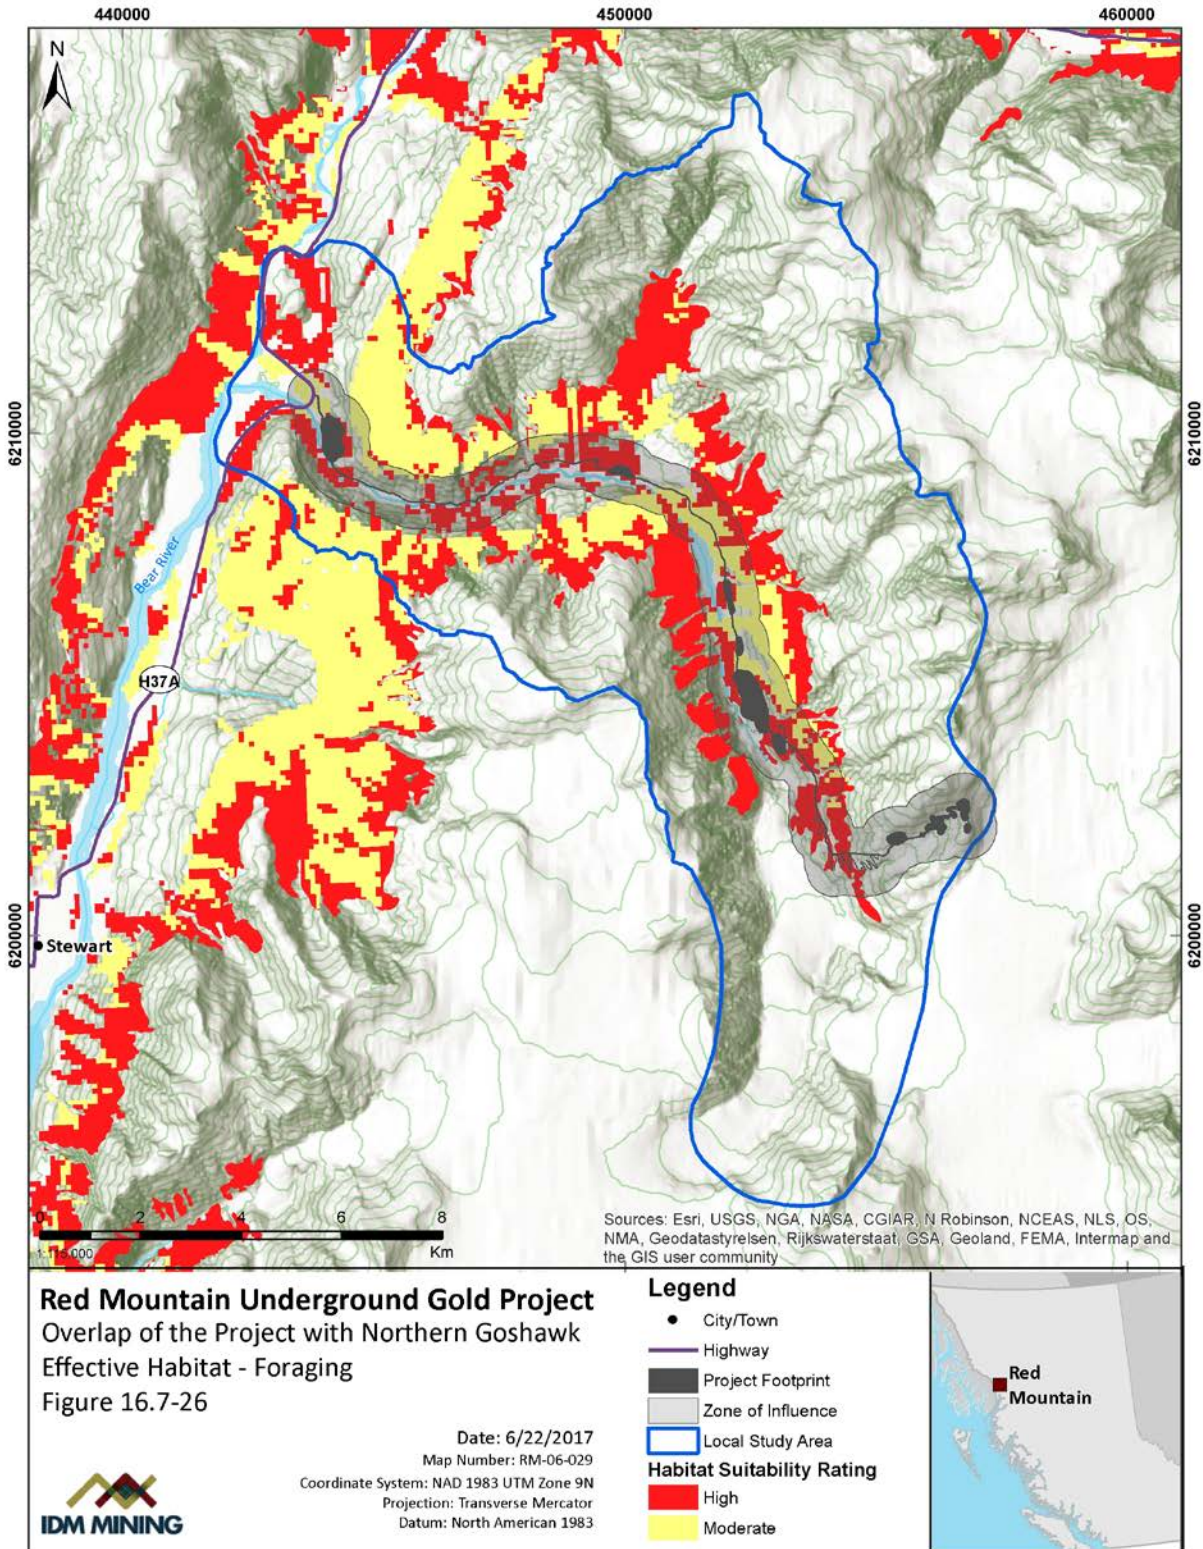 440000
450000
460000
N
6210000
6210000
Bear River
H37A
6200000
6200000
Stewart
0 2 4 6 8
1:115,000
Km
Sources: Esri, USGS, NGA, NASA, CGIAR, N Robinson, NCEAS, NLS, OS,
NMA, Geodatastyrelsen, Rijkswaterstaat, GSA, Geoland, FEMA, Intermap and
the GIS user community
Red Mountain Underground Gold Project
Overlap of the Project with Northern Goshawk
Effective Habitat - Foraging
Figure 16.7-26
Date: 6/22/2017
Map Number: RM-06-029
Coordinate System: NAD 1983 UTM Zone 9N
Projection: Transverse Mercator
Datum: North American 1983
IDM MINING
Legend
City/Town
Highway
Project Footprint
Zone of Influence
Local Study Area
Habitat Suitability Rating
High
Moderate
Red
Mountain